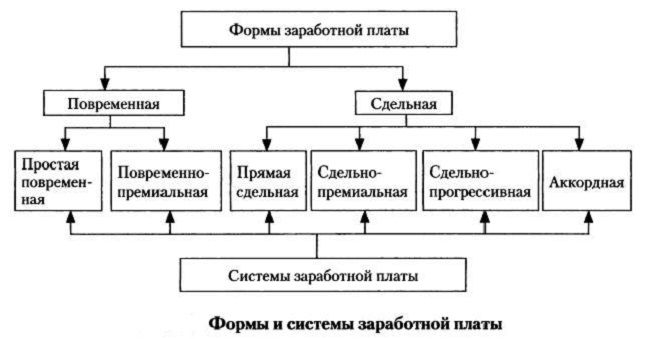 Формы заработной платы
Повременная
Сдельная
Простая
повремен-
ная
Повременно-
премиальная
Прямая
сдельная
Сдельно-
премиальная
Сдельно-
прогрессивная
Аккордная
Системы заработной платы
Формы и системы заработной платы